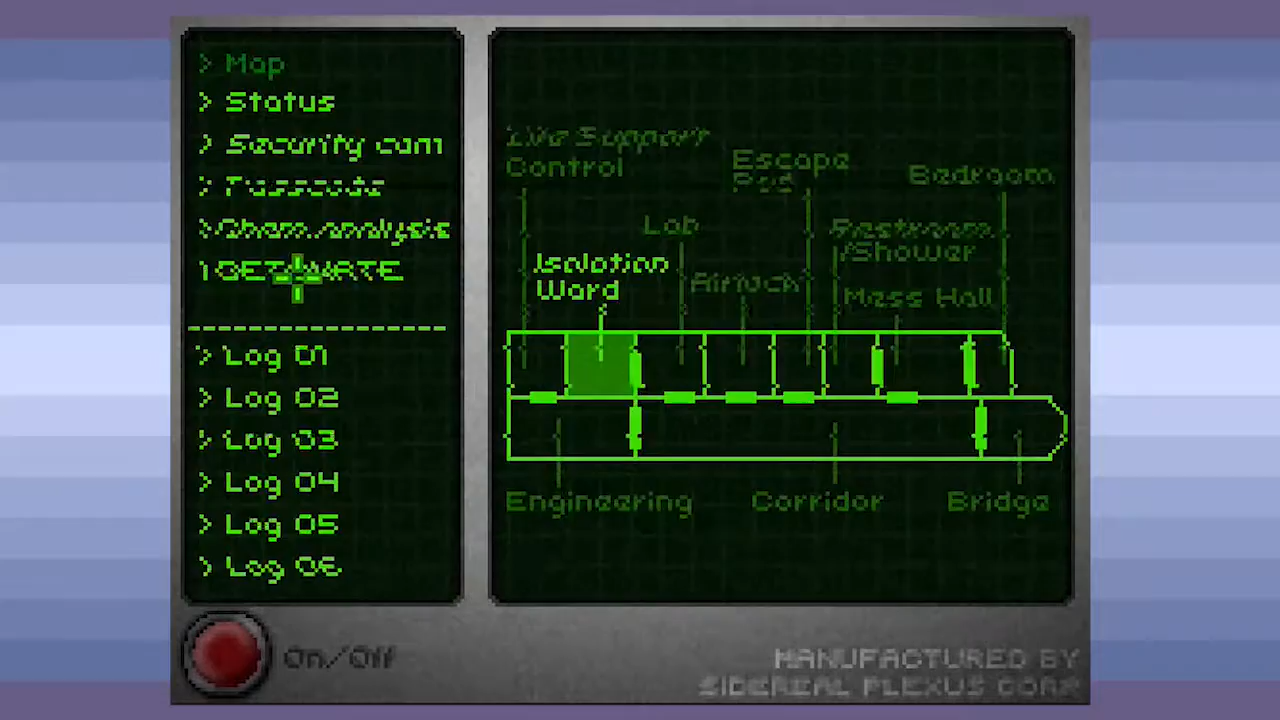 > Map
> Status
> Security cam
> Passcode
> Chem.analysis
> Log 01
> Log 02
> Log 03
> Log 04
> Log 05
> Log 06
Life Support
Control
Escape
Pod
Bedroom
Lab
Restroom
/Shower
Isolation
Ward
Airlock
Mess Hall
Engineering
Corridor
Bridge
On/Off
MANUFACTURED BY
SIDEREAL PLEXUS CORP